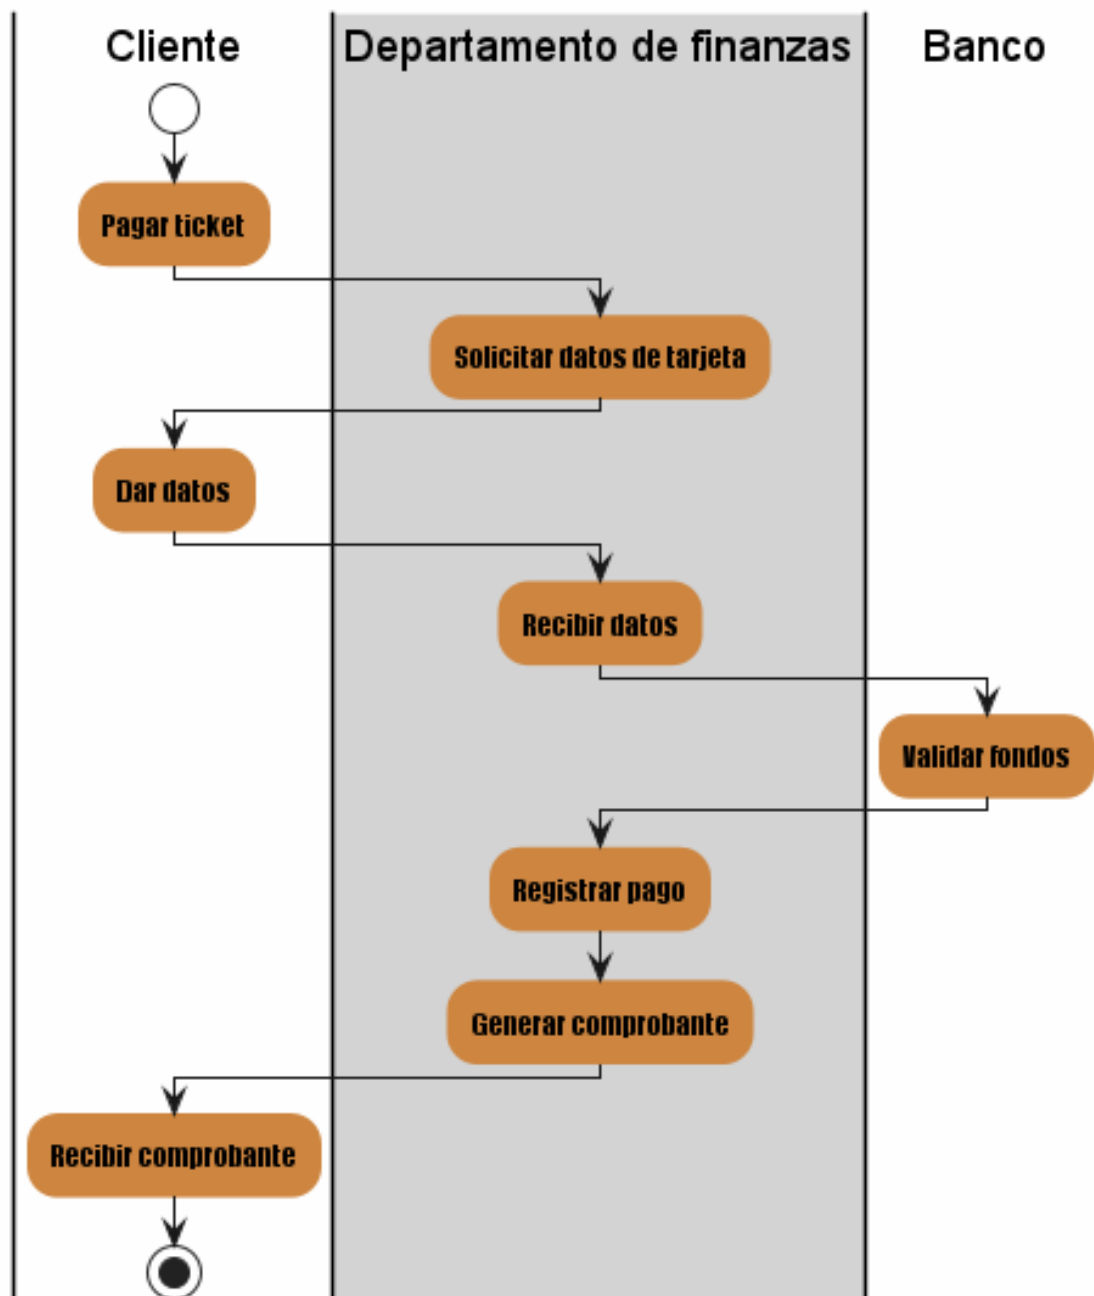 Cliente
Departamento de finanzas
Banco
Pagar ticket
Solicitar datos de tarjeta
Dar datos
Recibir datos
Validar fondos
Registrar pago
Generar comprobante
Recibir comprobante